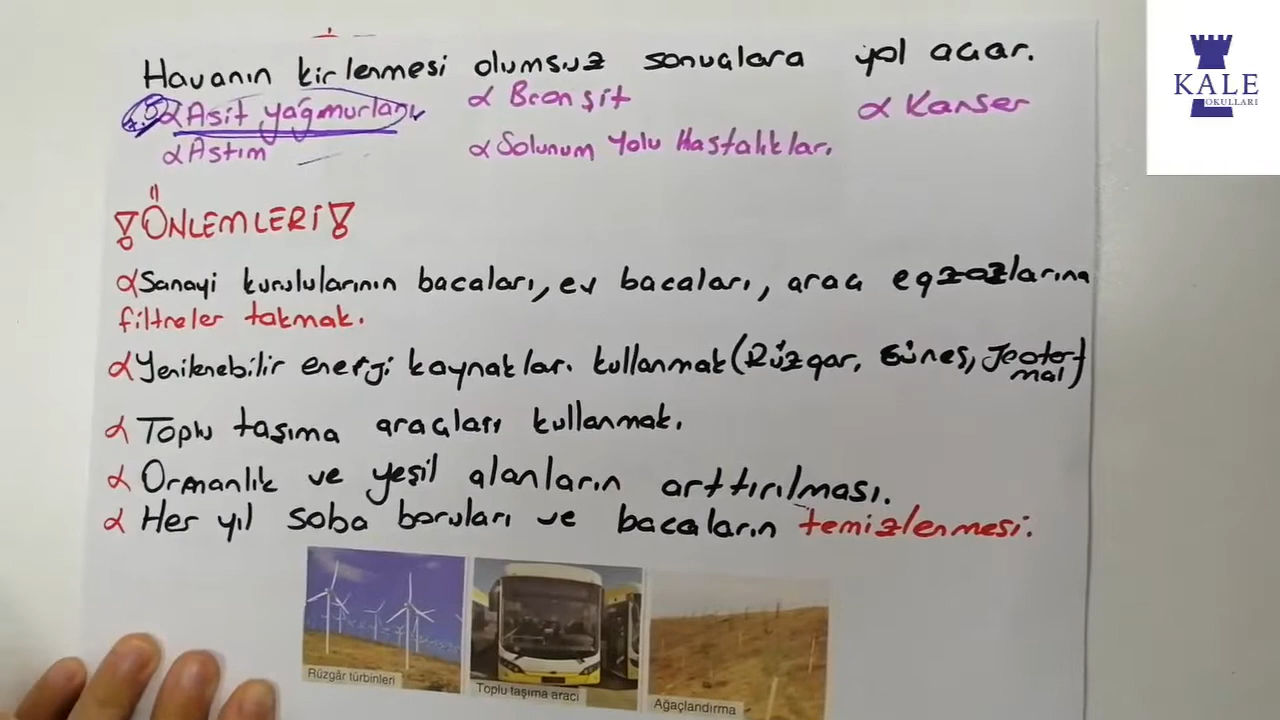 Havanın kirlenmesi olumsuz sonuçlara yol açar.
α Asit yağmurları α Bronşit α Kanser
α Astım α Solunum Yolu Hastalıkları
! ÖNLEMLERİ !
α Sanayi kurulularının bacaları, ev bacaları, araç egzozlarına
filtreler takmak.
α Yenilenebilir energi kaynakları kullanmak (Rüzgar, Güneş, Jeotermal)
α Toplu taşıma araçları kullanmak.
α Ormanlık ve yeşil alanların arttırılması.
α Her yıl soba boruları ve bacaların temizlenmesi.
Rüzgâr türbinleri
Toplu taşıma aracı
Ağaçlandırma
KALE
OKULLARI